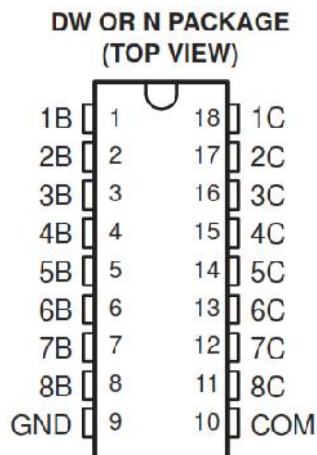 DW OR N PACKAGE
(TOP VIEW)
1B 1 18 1C
2B 2 17 2C
3B 3 16 3C
4B 4 15 4C
5B 5 14 5C
6B 6 13 6C
7B 7 12 7C
8B 8 11 8C
GND 9 10 COM